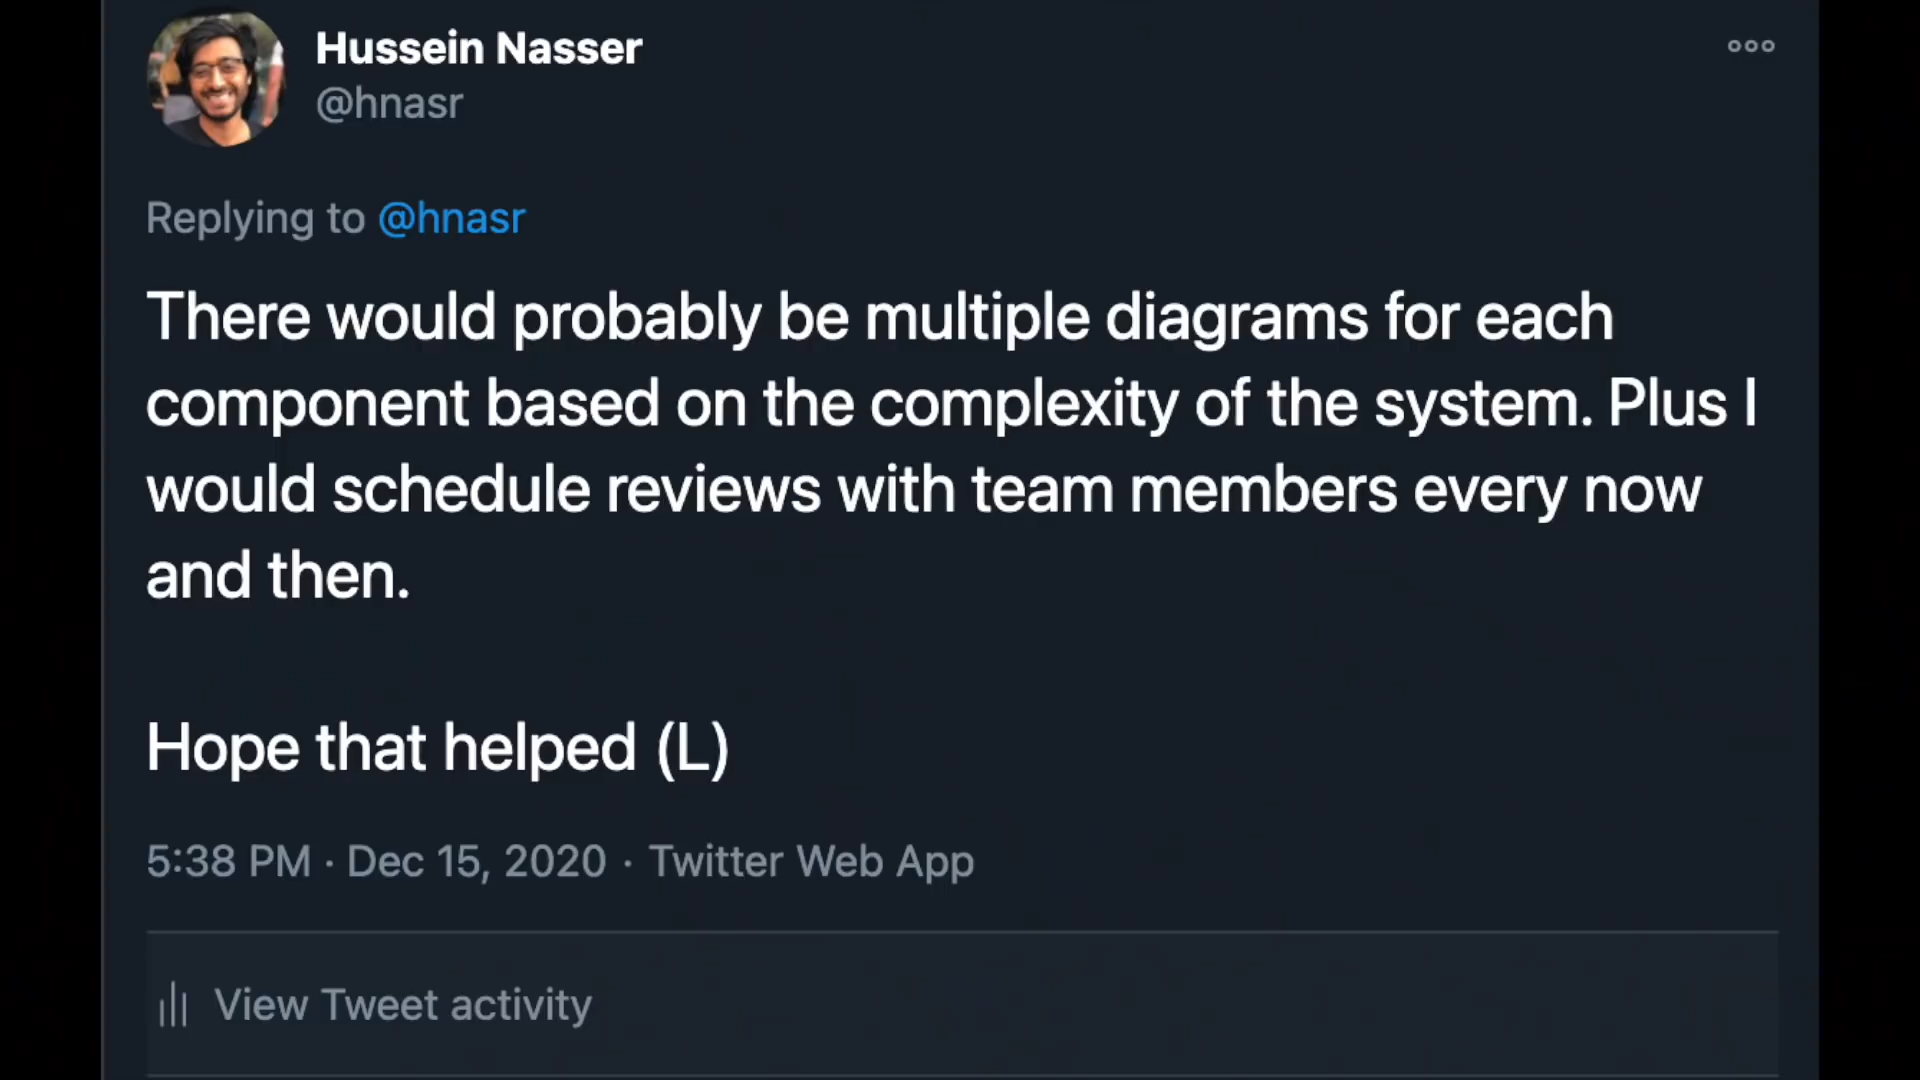 Hussein Nasser
@hnasr
Replying to @hnasr
There would probably be multiple diagrams for each
component based on the complexity of the system. Plus I
would schedule reviews with team members every now
and then.
Hope that helped (L)
5:38 PM · Dec 15, 2020 · Twitter Web App
View Tweet activity